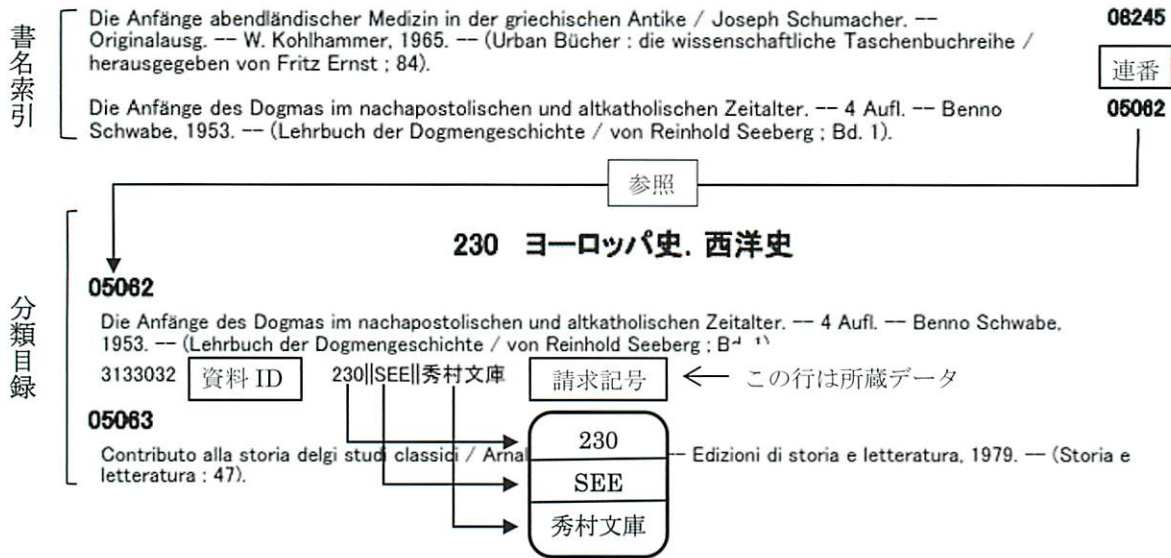 書名索引
Die Anfänge abendländischer Medizin in der griechischen Antike / Joseph Schumacher. --
Originalausg. -- W. Kohlhammer, 1965. -- (Urban Bücher : die wissenschaftliche Taschenbuchreihe /
herausgegeben von Fritz Ernst ; 84).
06245
連番
Die Anfänge des Dogmas im nachapostolischen und altkatholischen Zeitalter. -- 4 Aufl. -- Benno
Schwabe, 1953. -- (Lehrbuch der Dogmengeschichte / von Reinhold Seeberg ; Bd. 1).
05062
参照
分類目録
230 ヨーロッパ史. 西洋史
05062
Die Anfänge des Dogmas im nachapostolischen und altkatholischen Zeitalter. -- 4 Aufl. -- Benno Schwabe,
1953. -- (Lehrbuch der Dogmengeschichte / von Reinhold Seeberg ;
3133032 資料 ID 230||SEE||秀村文庫 請求記号 ← この行は所蔵データ
05063
Contributo alla storia delgi studi classici / -- Edizioni di storia e letteratura, 1979. -- (Storia e
letteratura : 47).
230
SEE
秀村文庫